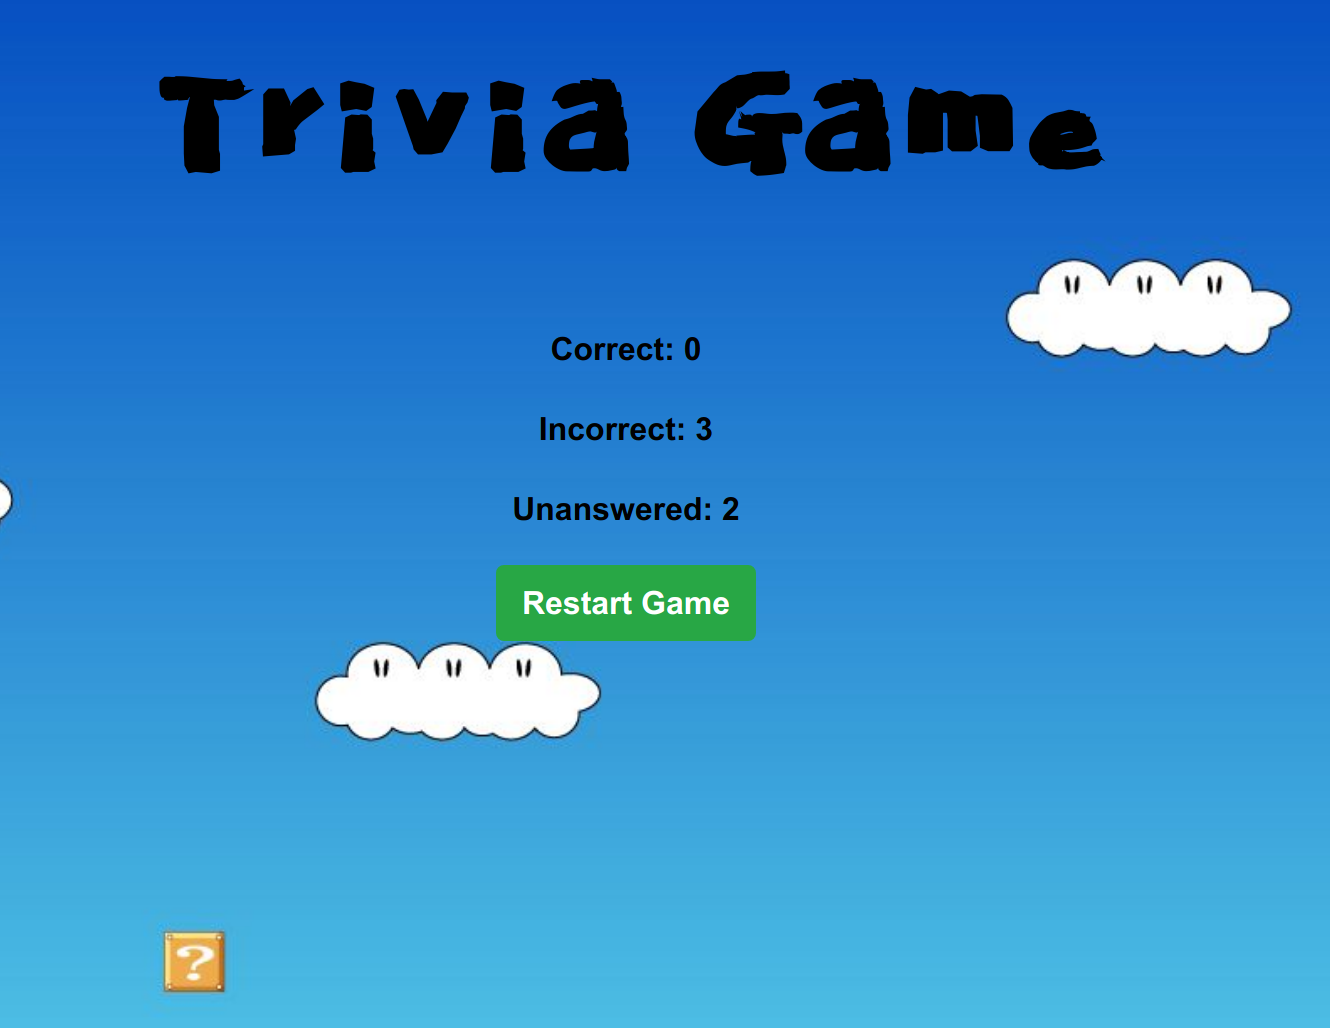 Trivia Game
Correct: 0
Incorrect: 3
Unanswered: 2
Restart Game
?